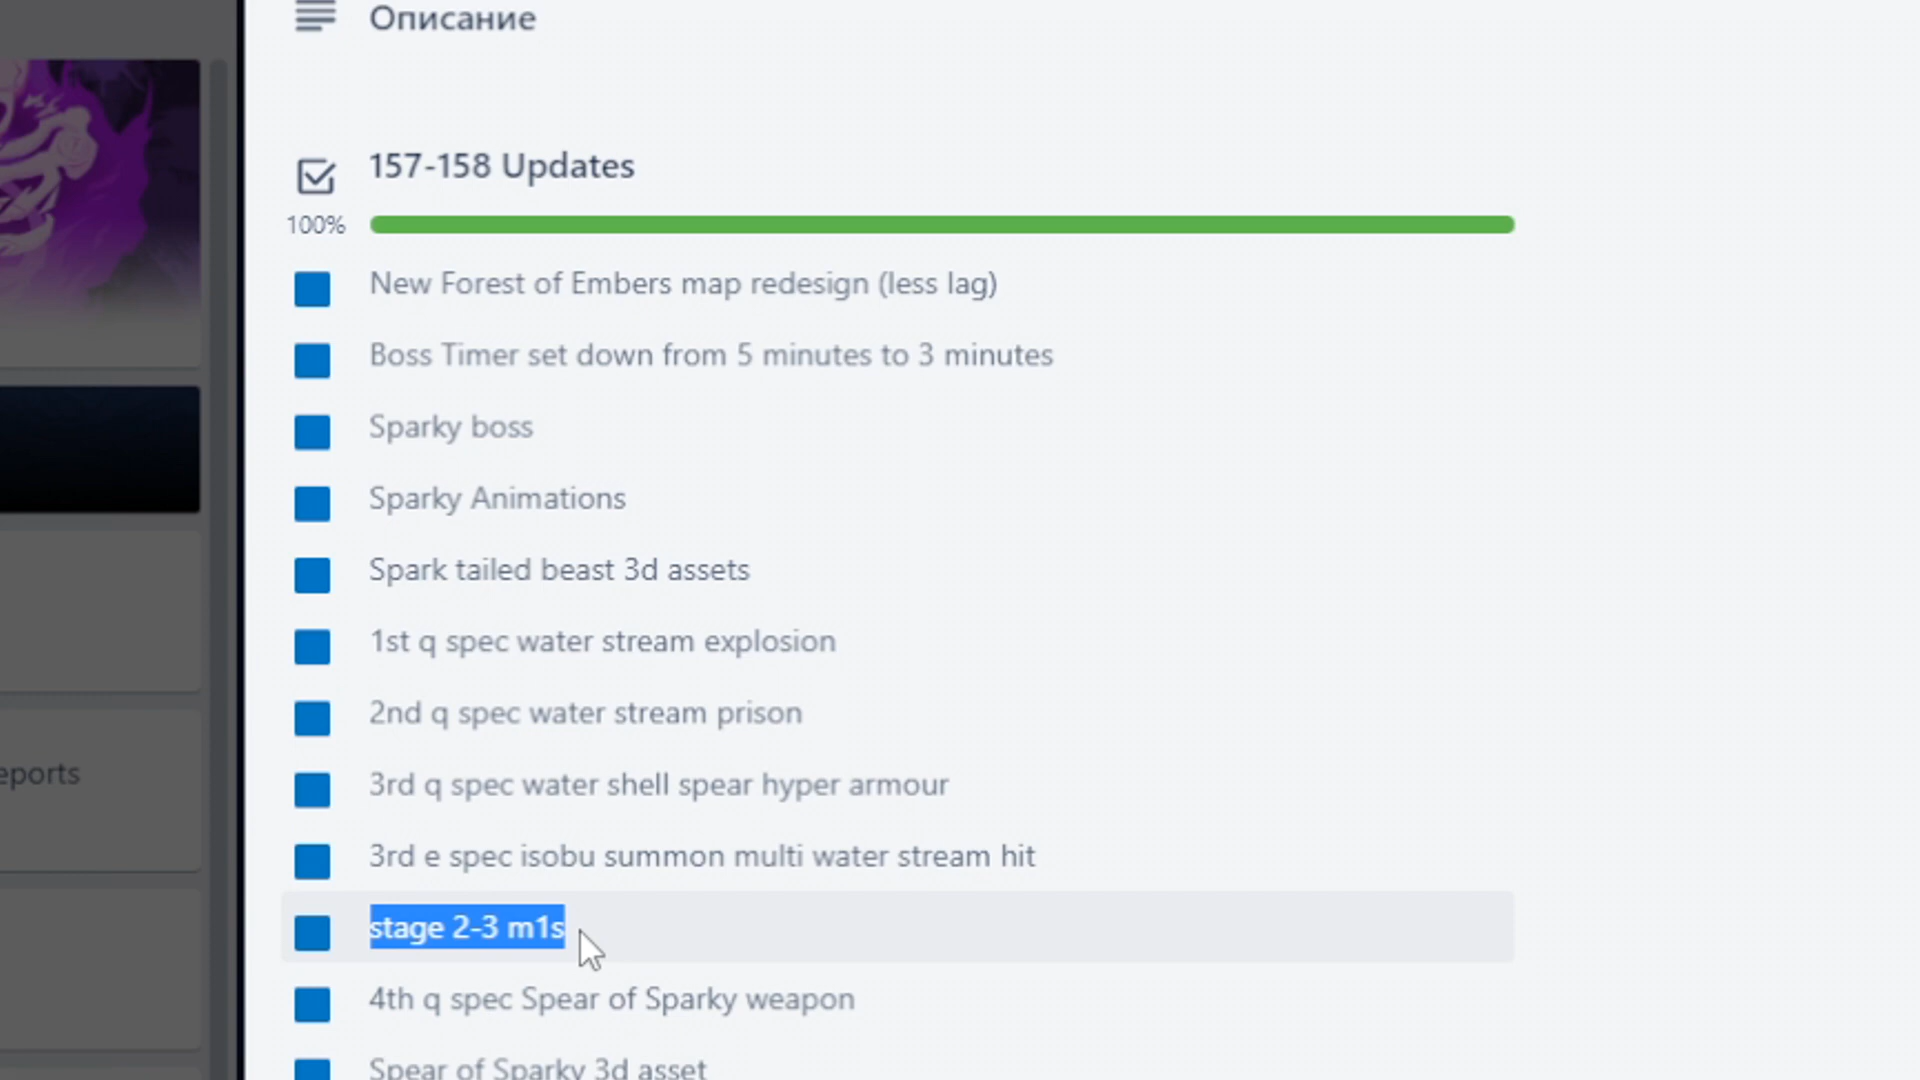 Описание
157-158 Updates
100%
New Forest of Embers map redesign (less lag)
Boss Timer set down from 5 minutes to 3 minutes
Sparky boss
Sparky Animations
Spark tailed beast 3d assets
1st q spec water stream explosion
2nd q spec water stream prison
3rd q spec water shell spear hyper armour
eports
3rd e spec isobu summon multi water stream hit
stage 2-3 m1s
4th q spec Spear of Sparky weapon
Spear of Sparky 3d asset